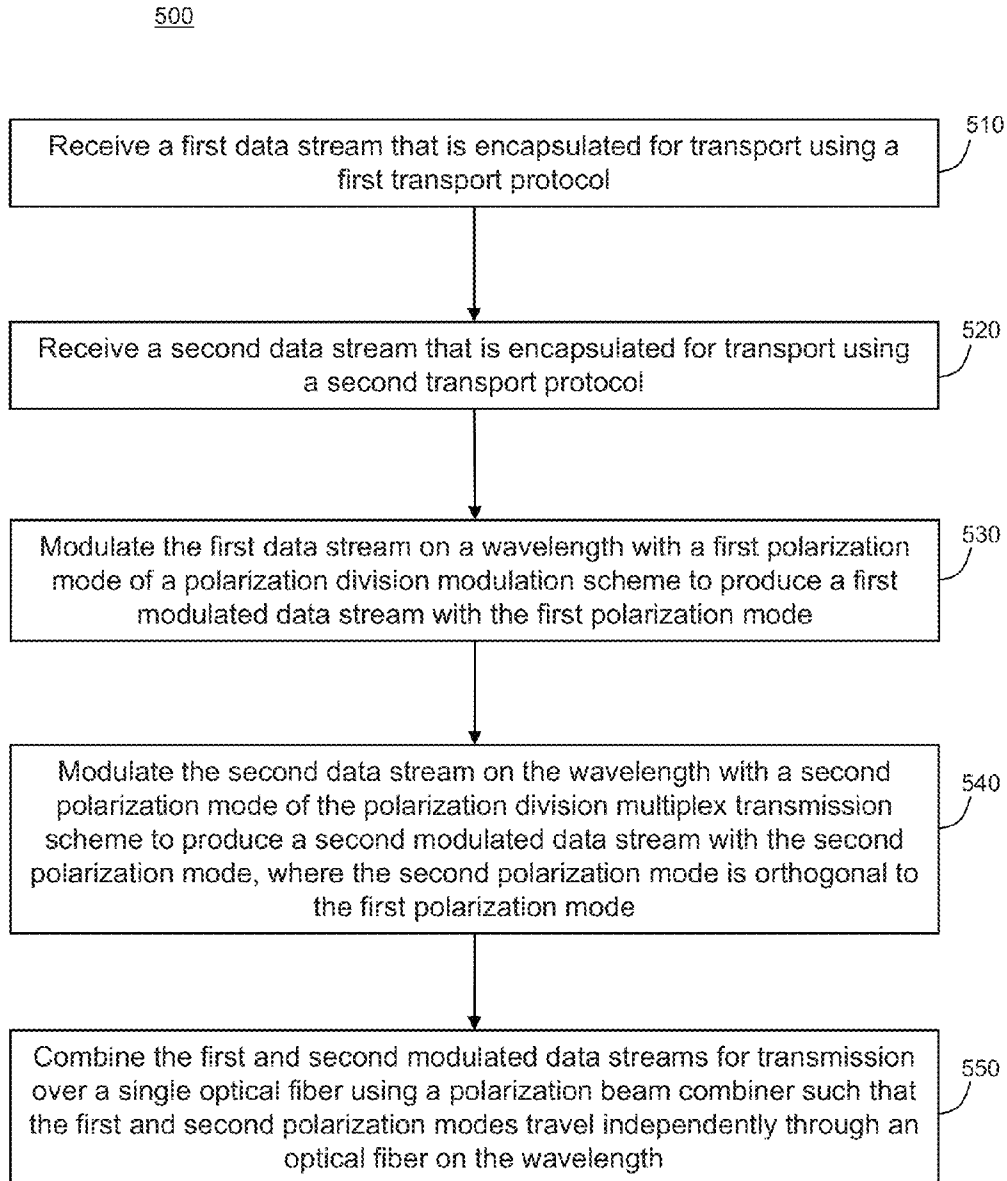 500
Receive a first data stream that is encapsulated for transport using a
first transport protocol
510
Receive a second data stream that is encapsulated for transport using
a second transport protocol
520
Modulate the first data stream on a wavelength with a first polarization
mode of a polarization division modulation scheme to produce a first
modulated data stream with the first polarization mode
530
Modulate the second data stream on the wavelength with a second
polarization mode of the polarization division multiplex transmission
scheme to produce a second modulated data stream with the second
polarization mode, where the second polarization mode is orthogonal to
the first polarization mode
540
Combine the first and second modulated data streams for transmission
over a single optical fiber using a polarization beam combiner such that
the first and second polarization modes travel independently through an
optical fiber on the wavelength
550